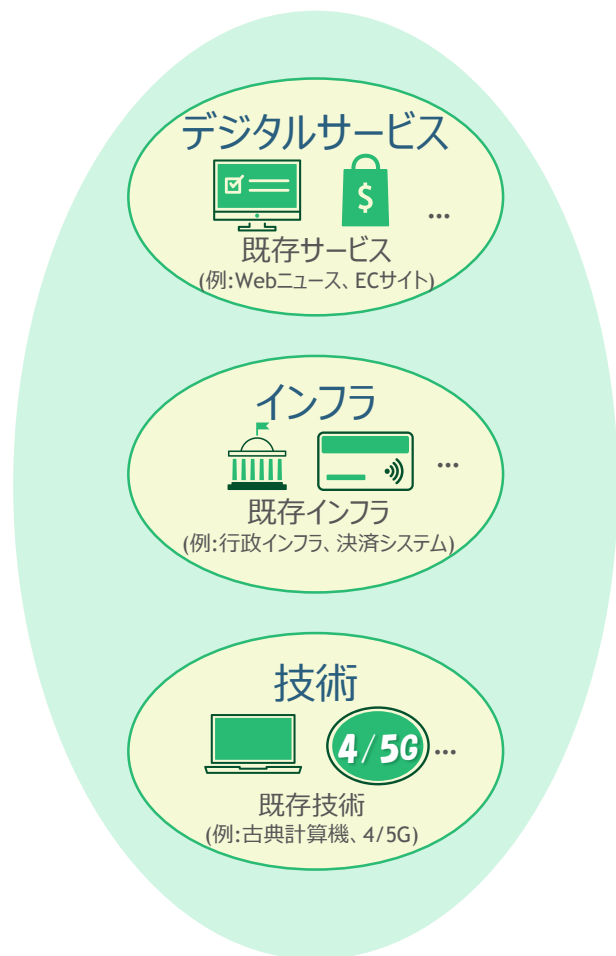 デジタルサービス
$
…
既存サービス
(例:Webニュース、ECサイト)
インフラ
…
既存インフラ
(例:行政インフラ、決済システム)
技術
4/5G
…
既存技術
(例:古典計算機、4/5G)